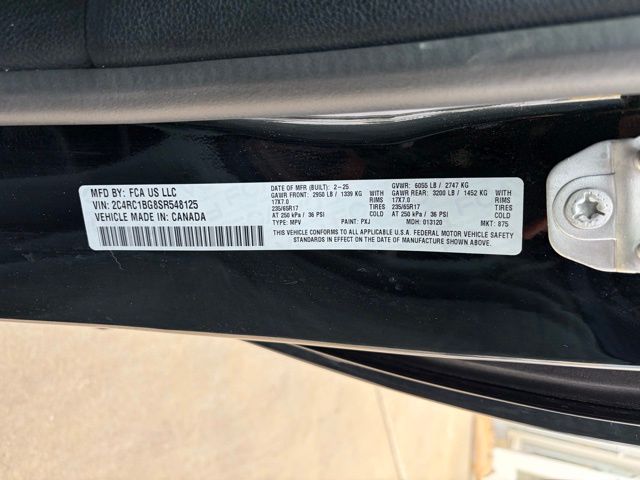 MFD BY: FCA US LLC
VIN: 2C4RC1BG8SR548125
VEHICLE MADE IN: CANADA
DATE OF MFR (BUILT): 2-25
GAWR FRONT: 2950 LB / 1339 KG WITH
17X7.0 RIMS
235/65R17 TIRES
AT 250 kPa / 36 PSI COLD
TYPE: MPV PAINT: PXJ
GVWR: 6055 LB / 2747 KG
GAWR REAR: 3200 LB / 1452 KG WITH
17X7.0 RIMS
235/65R17 TIRES
AT 250 kPa / 36 PSI COLD
MDH: 013120 MKT: 875
THIS VEHICLE CONFORMS TO ALL APPLICABLE U.S.A. FEDERAL MOTOR VEHICLE SAFETY
STANDARDS IN EFFECT ON THE DATE OF MANUFACTURE SHOWN ABOVE.